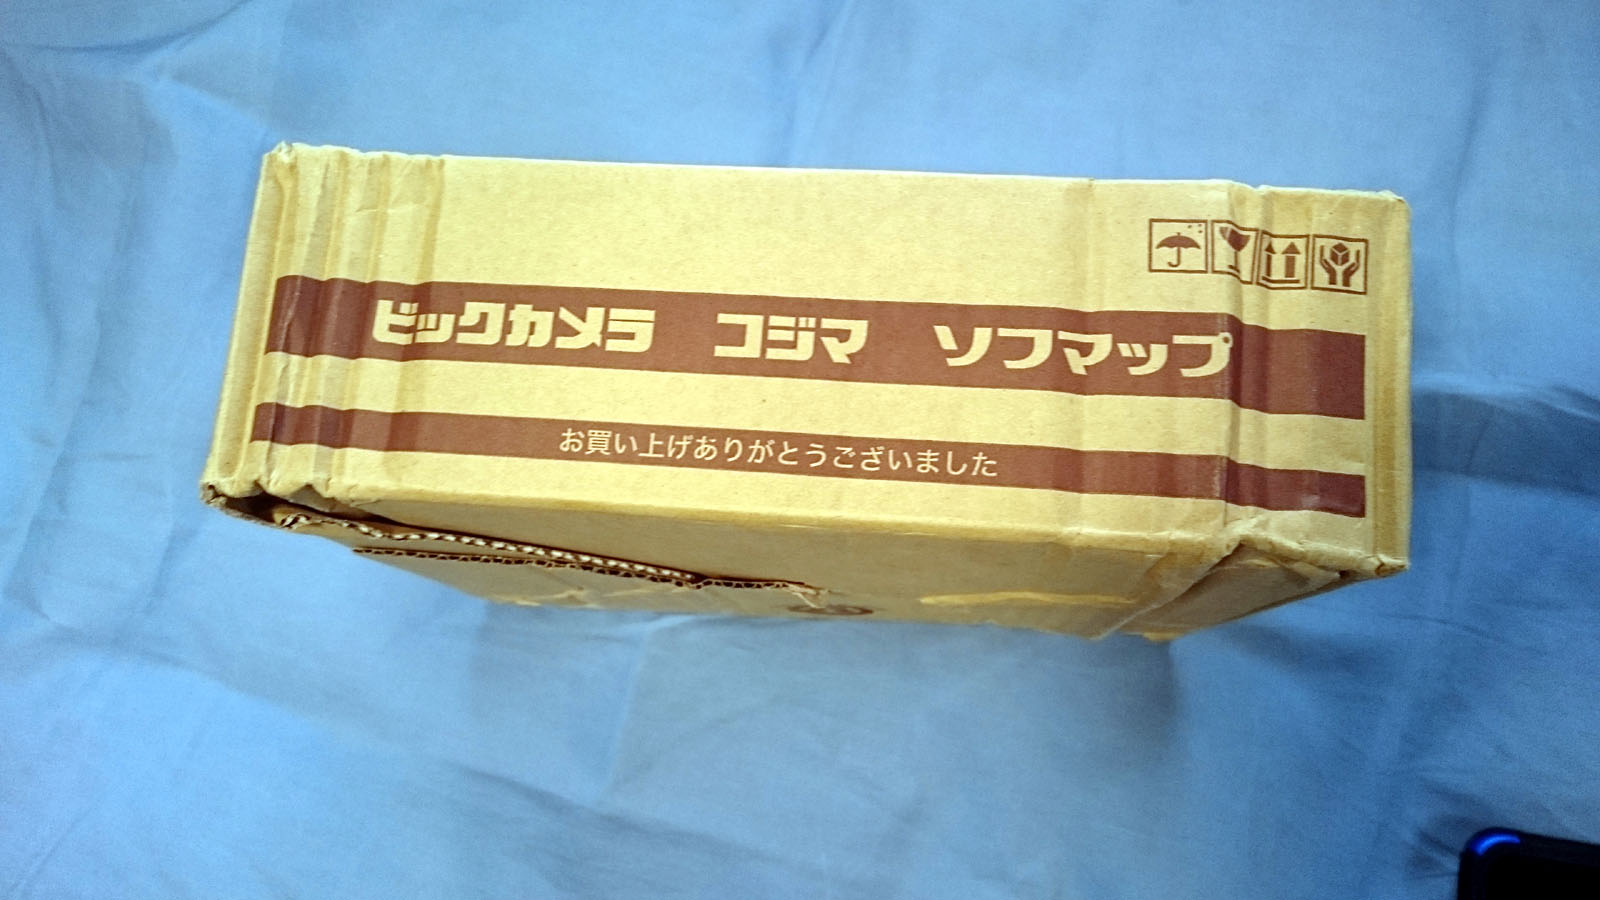 ビックカメラ コジマ ソフマップ
お買い上げありがとうございました